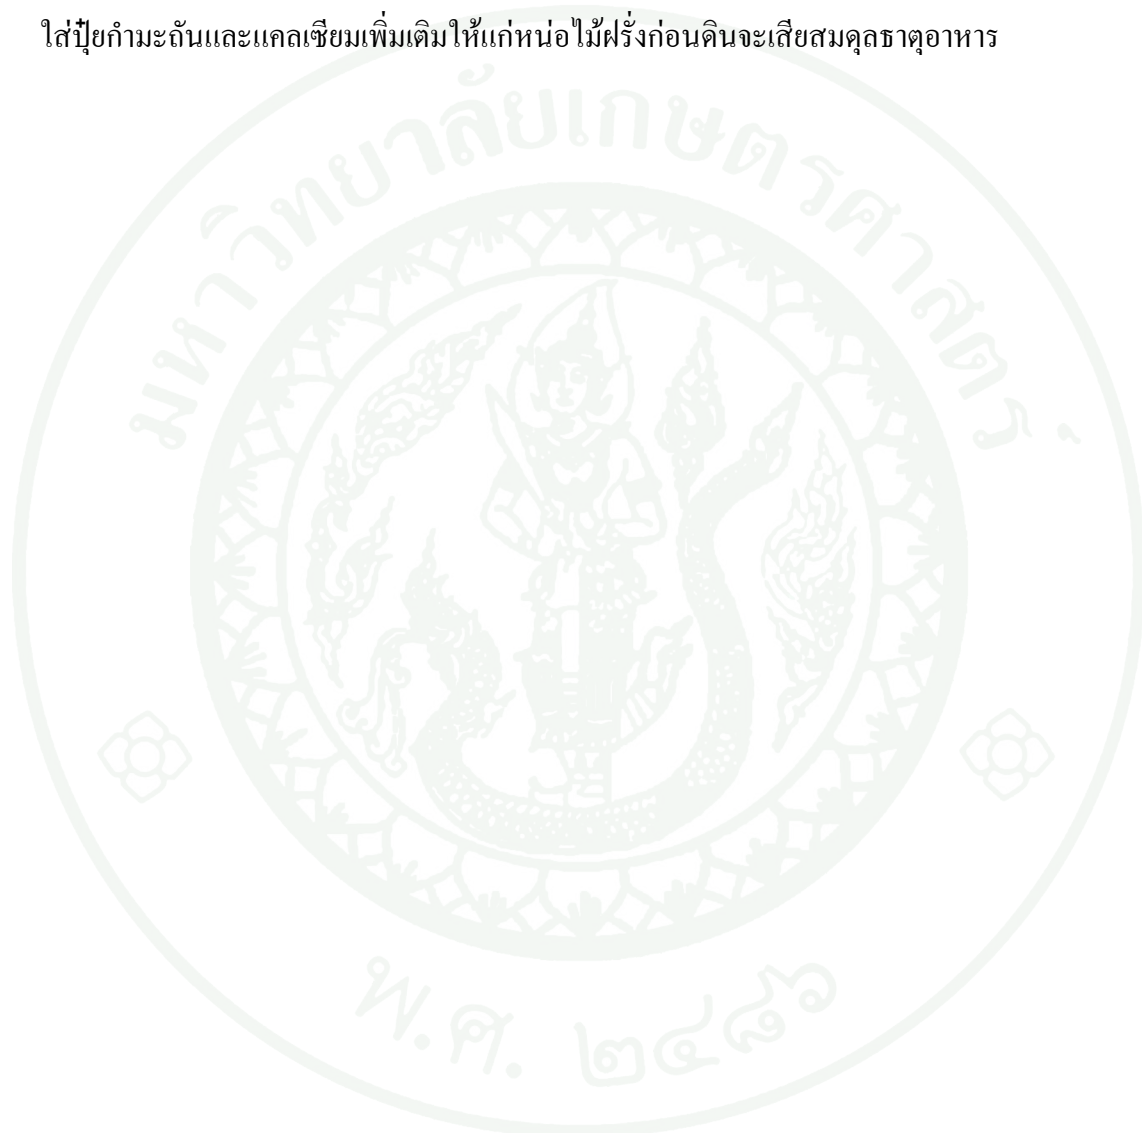 ใส่ปุ๋ยกำมะถันและแคลเซียมเพิ่มเติมให้แก่หน่อไม้ฝรั่งก่อนดินจะเสียสมดุลธาตุอาหาร
มหาวิทยาลัยเกษตรศาสตร์
พ.ศ. ๒๔๘๖